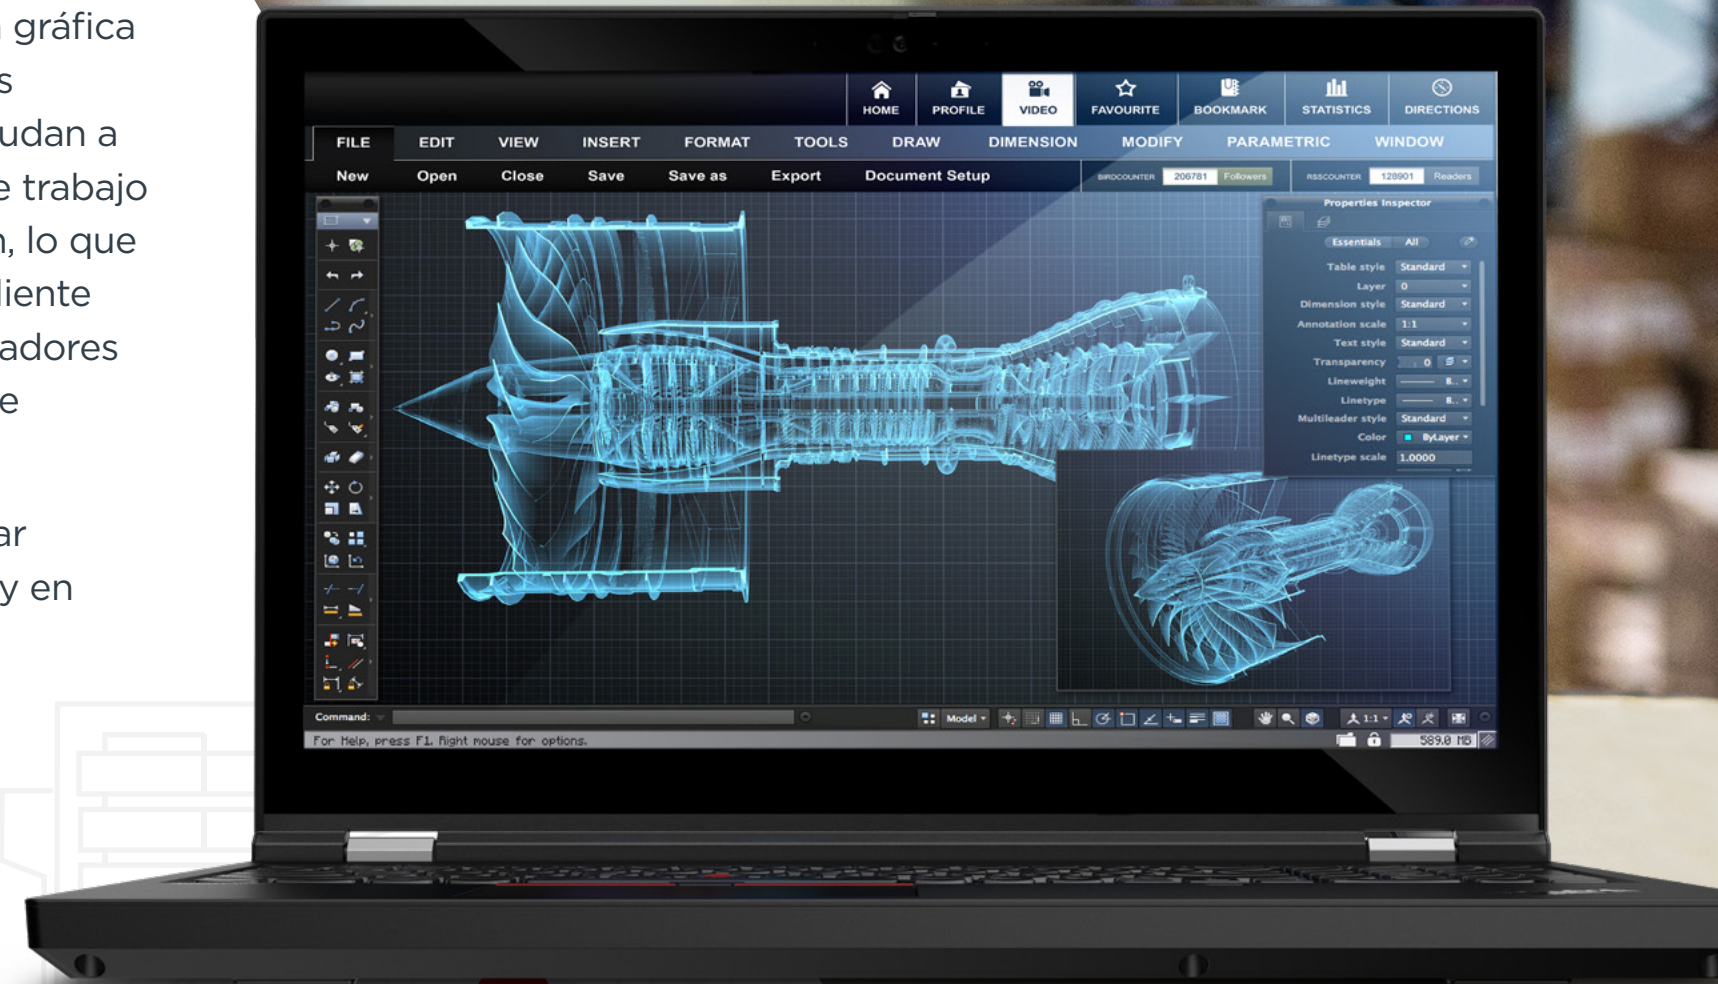 gráfica
s
udan a
e trabajo
n, lo que
liente
adores
e
ar
y en
HOME PROFILE VIDEO FAVOURITE BOOKMARK STATISTICS DIRECTIONS
FILE EDIT VIEW INSERT FORMAT TOOLS DRAW DIMENSION MODIFY PARAMETRIC WINDOW
New Open Close Save Save as Export Document Setup
BIRDCOUNTER 206781 Followers RSSCOUNTER 128901 Readers
Properties Inspector
Essentials All
Table style Standard
Layer 0
Dimension style Standard
Annotation scale 1:1
Text style Standard
Transparency 0
Lineweight B..
Linetype B..
Multileader style Standard
Color ByLayer
Linetype scale 1.0000
Command:
Model 1:1
For Help, press F1. Right mouse for options.
589.0 MB